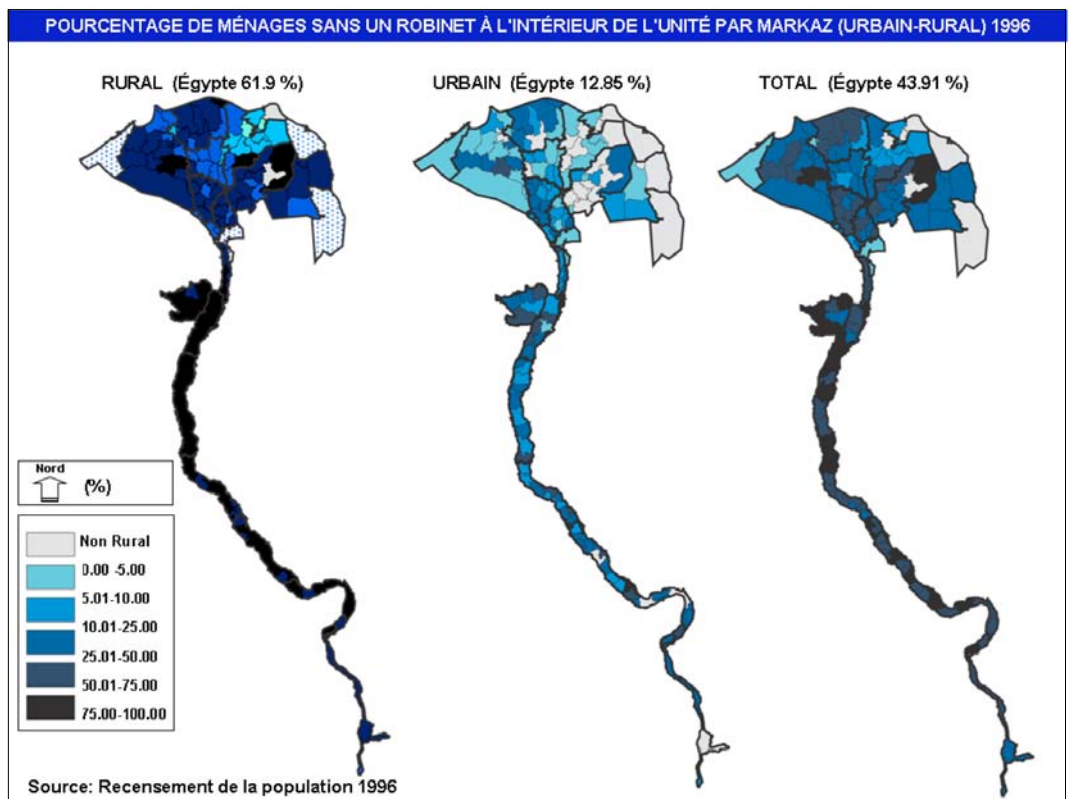 POURCENTAGE DE MÉNAGES SANS UN ROBINET À L'INTÉRIEUR DE L'UNITÉ PAR MARKAZ (URBAIN-RURAL) 1996
RURAL (Égypte 61.9 %)
URBAIN (Égypte 12.85 %)
TOTAL (Égypte 43.91 %)
Nord
(%)
Non Rural
0.00 -5.00
5.01-10.00
10.01-25.00
25.01-50.00
50.01-75.00
75.00-100.00
Source: Recensement de la population 1996